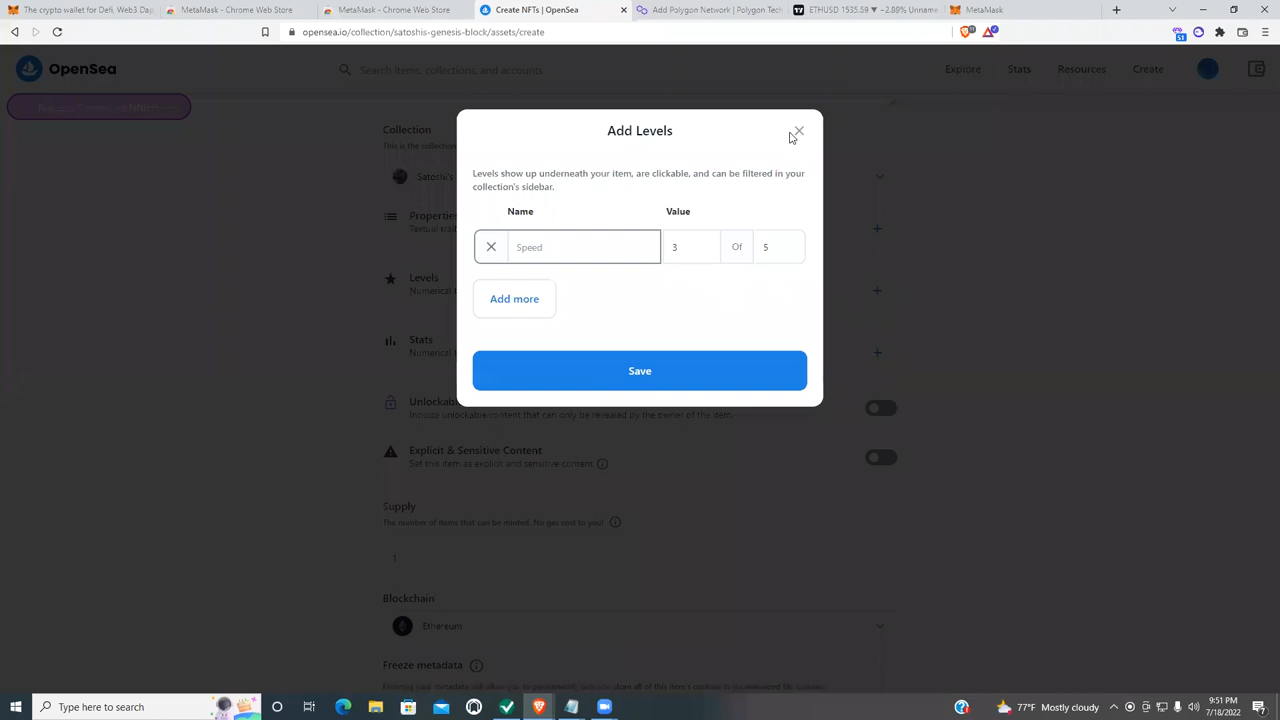 The crypto wallet for Defi, Web3 Dap
MetaMask - Chrome Web Store
MetaMask - Chrome Web Store
Create NFTs | OpenSea
Add Polygon Network | Polygon Tech
ETHUSD 1535.59 ▼ −2.89% Unname
MetaMask
opensea.io/collection/satoshis-genesis-block/assets/create
OpenSea
Search items, collections, and accounts
Explore
Stats
Resources
Create
Collection
This is the collection
Satoshi's
Properties
Levels
Numerical
Stats
Numerical
Unlockable
Include unlockable content that can only be revealed by the owner of the item.
Explicit & Sensitive Content
Set this item as explicit and sensitive content
Supply
The number of items that can be minted. No gas cost to you!
1
Blockchain
Ethereum
Freeze metadata
Add Levels
Levels show up underneath your item, are clickable, and can be filtered in your
collection's sidebar.
Name
Value
Speed
3
Of
5
Add more
Save
Type here to search
77°F Mostly cloudy
9:51 PM
7/18/2022